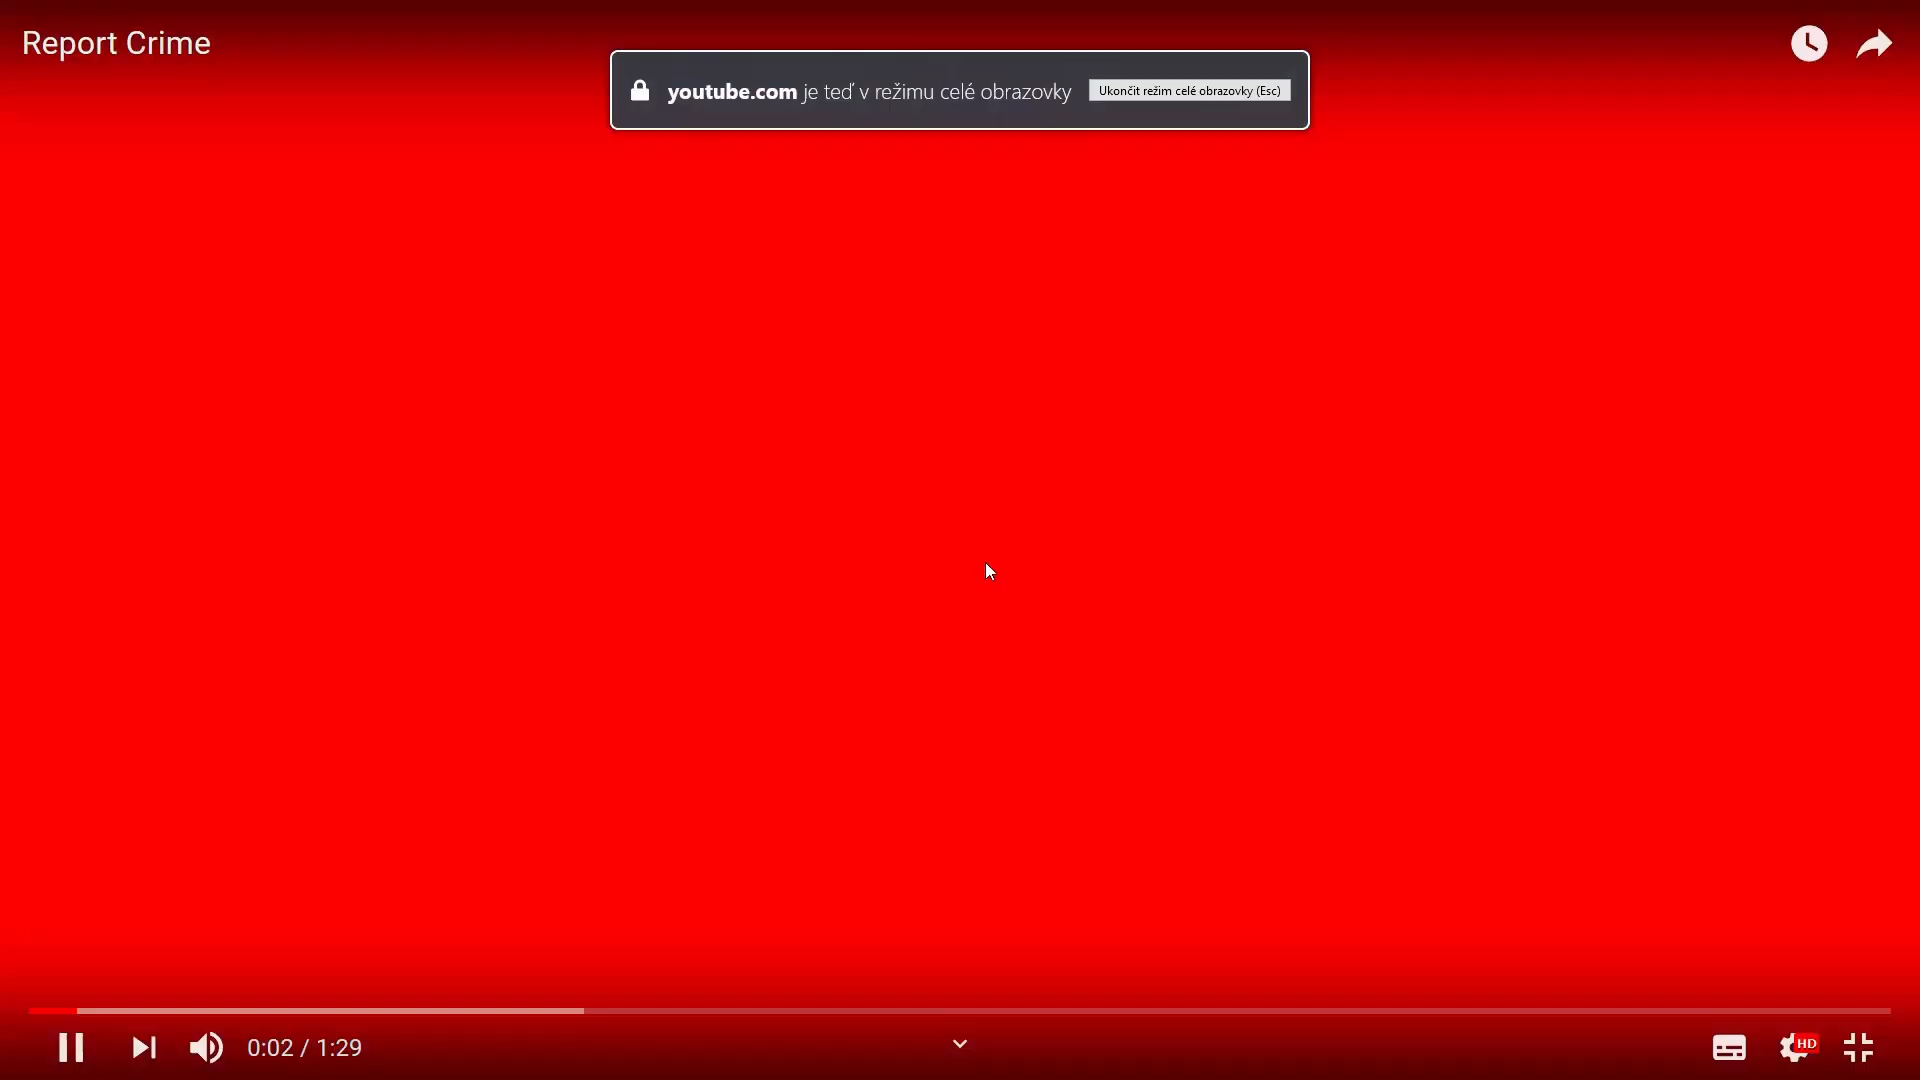 Report Crime
youtube.com je teď v režimu celé obrazovky
Ukončit režim celé obrazovky (Esc)
0:02 / 1:29
HD